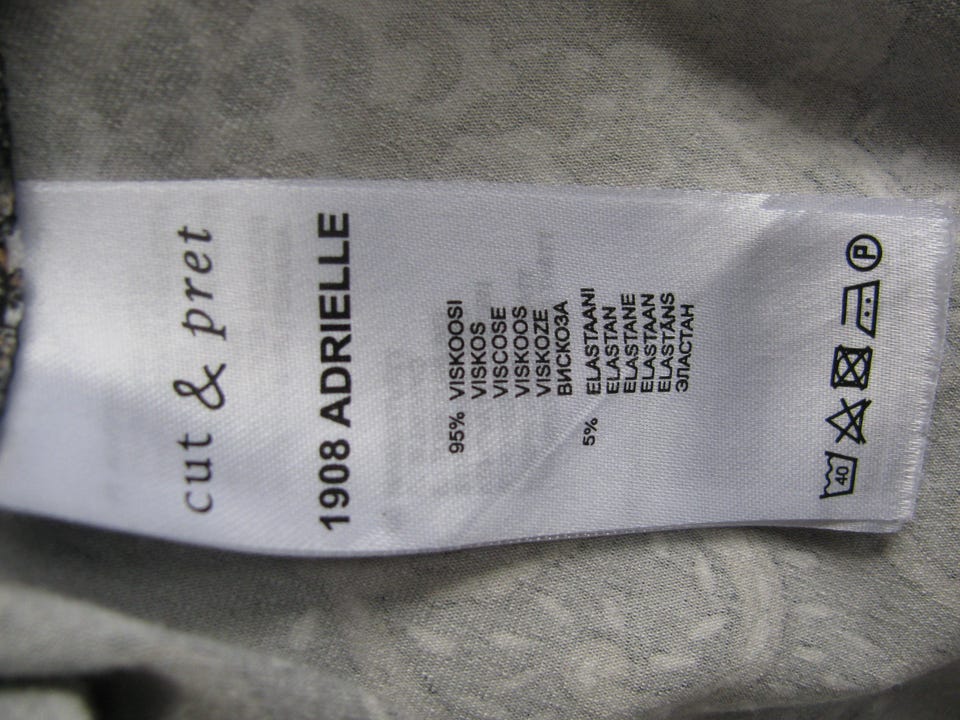 cut & pret
1908 ADRIELLE
95% VISKOOSI
VISKOS
VISCOSE
VISKOOS
VISKOZE
ВИСКОЗА
5% ELASTAANI
ELASTAN
ELASTANE
ELASTAAN
ELASTĀNS
ЭЛАСТАН
40 P